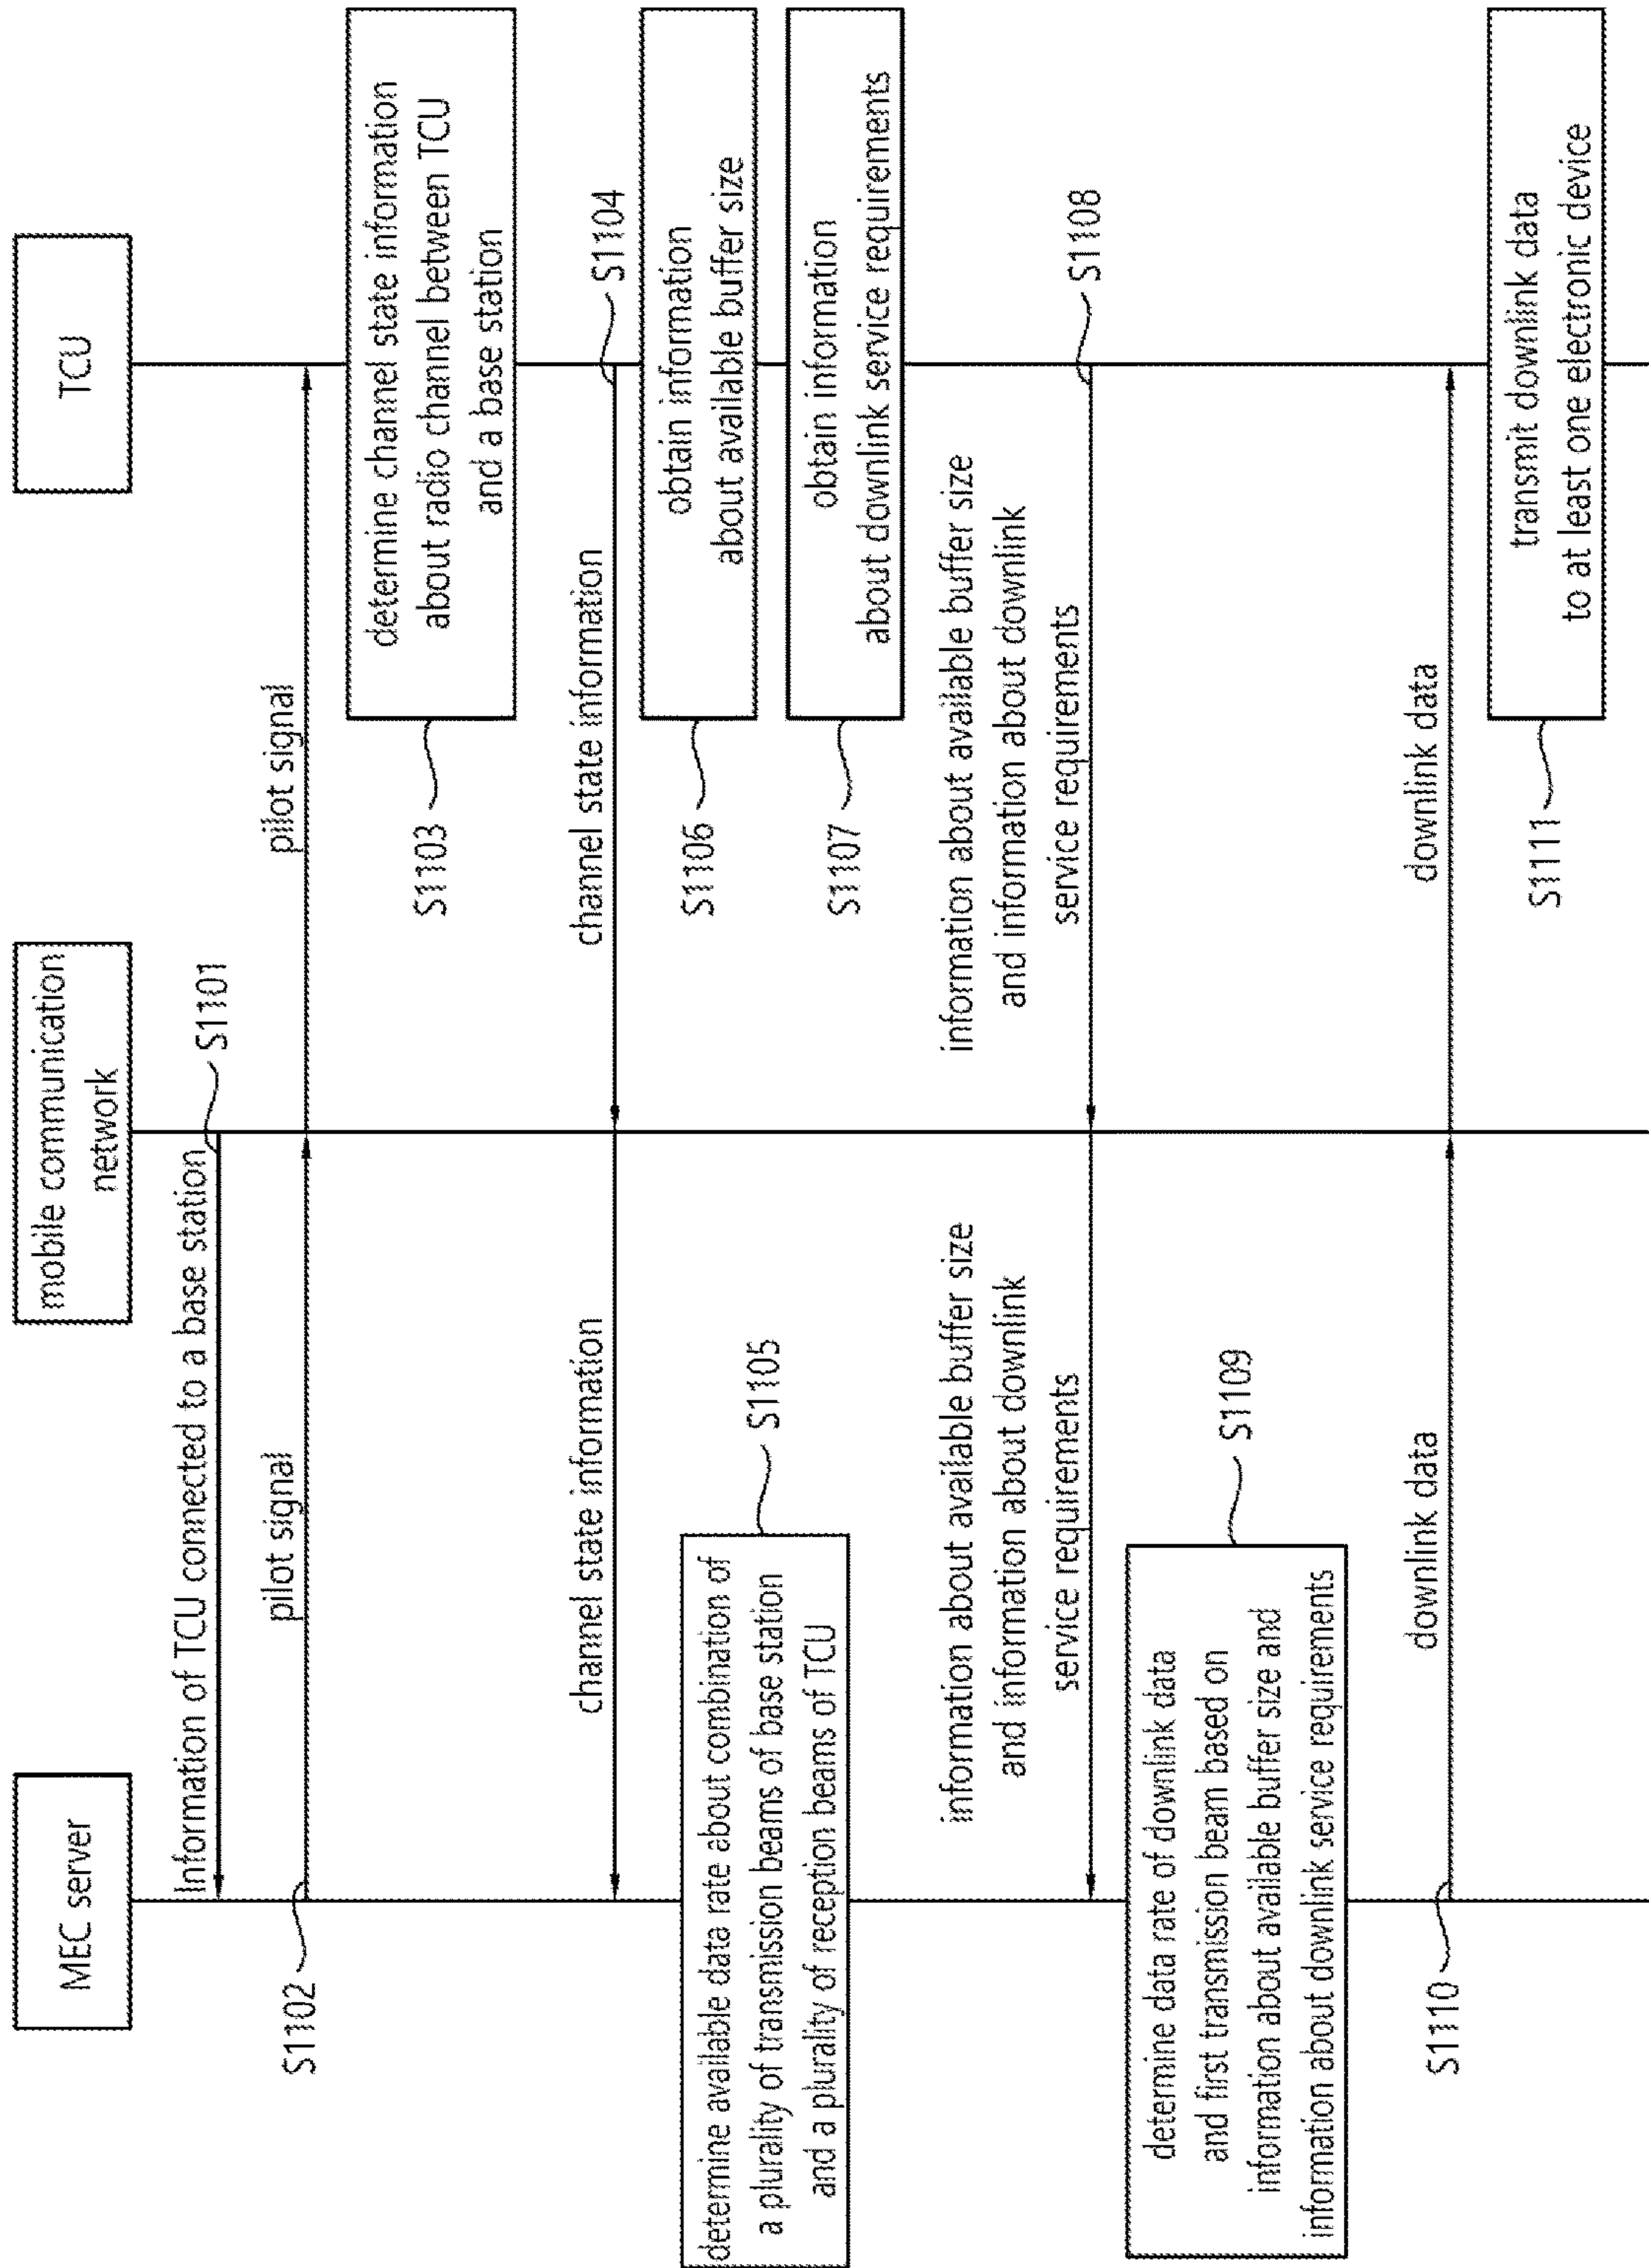 MEC server
mobile communication
network
TCU
Information of TCU connected to a base station
S1101
S1102
pilot signal
pilot signal
determine channel state information
about radio channel between TCU
and a base station
S1103
channel state information
channel state information
S1104
determine available data rate about combination of
a plurality of transmission beams of base station
and a plurality of reception beams of TCU
S1105
obtain information
about available buffer size
S1106
obtain information
about downlink service requirements
S1107
information about available buffer size
and information about downlink
service requirements
information about available buffer size
and information about downlink
service requirements
S1108
determine data rate of downlink data
and first transmission beam based on
information about available buffer size and
information about downlink service requirements
S1109
S1110
downlink data
downlink data
transmit downlink data
to at least one electronic device
S1111